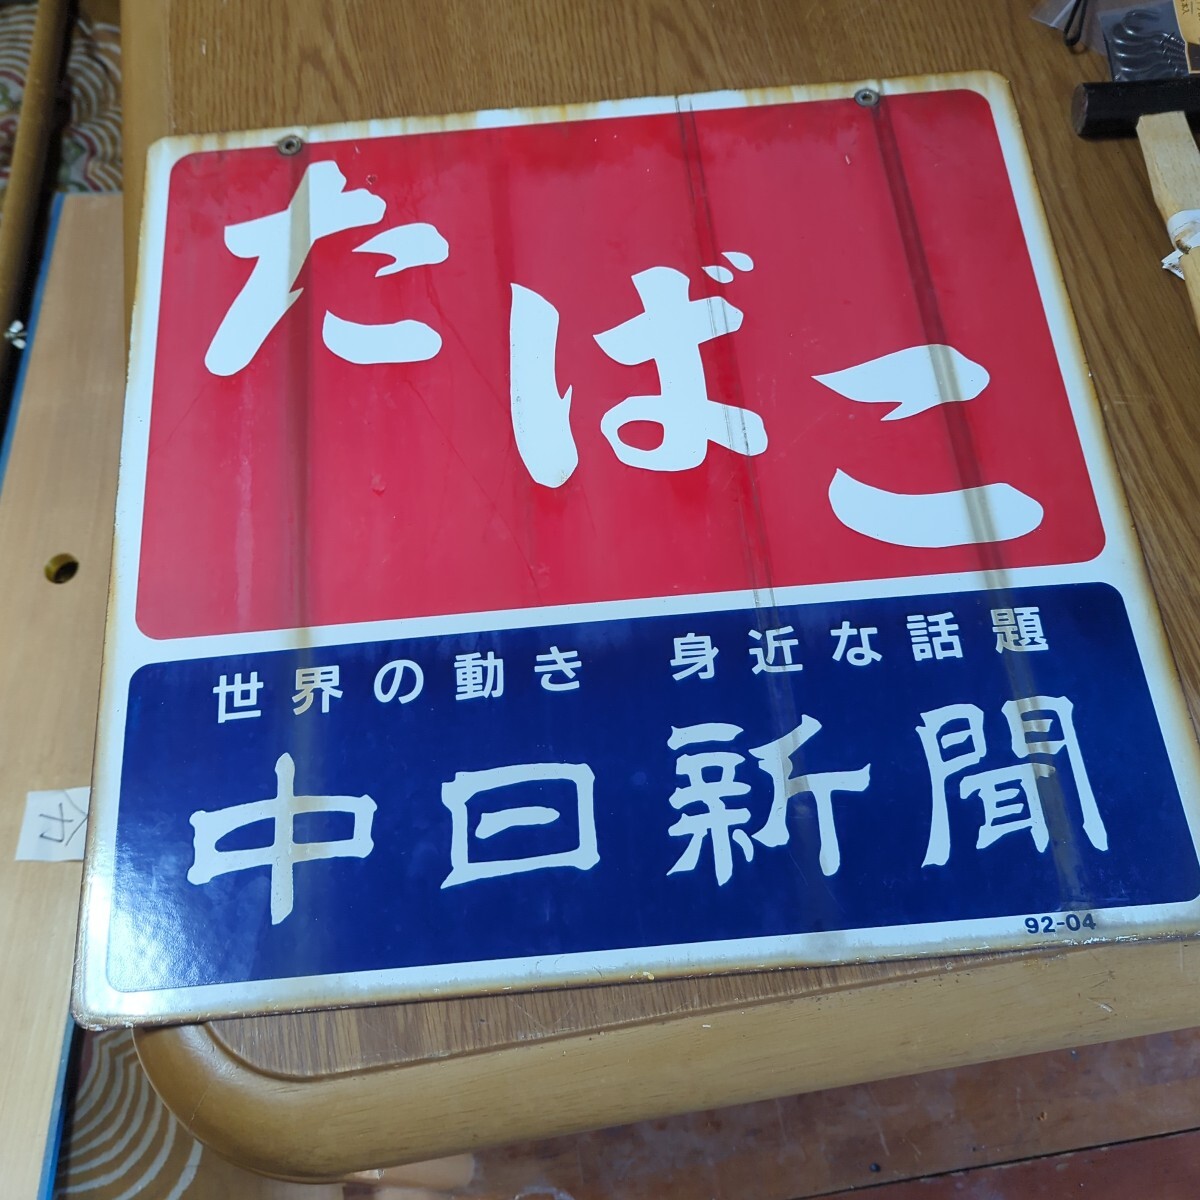 たばこ
世界の動き 身近な話題
中日新聞
92-04
カ